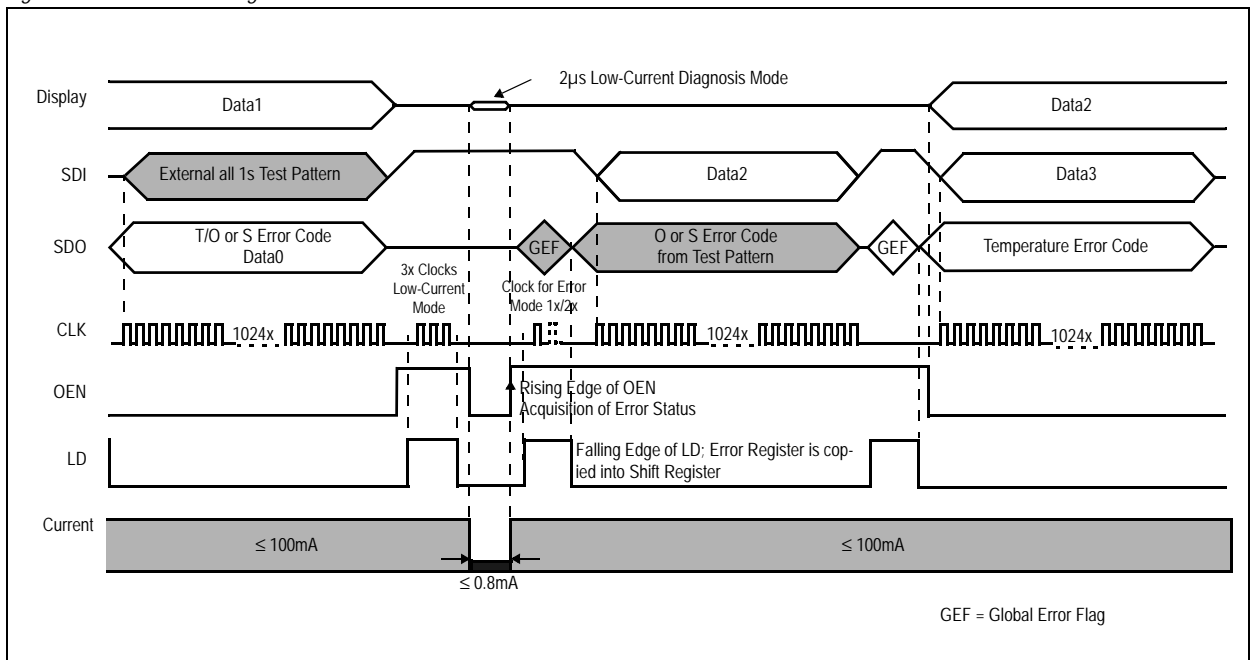 2μs Low-Current Diagnosis Mode
Display
Data1
Data2
SDI
External all 1s Test Pattern
Data2
Data3
SDO
T/O or S Error Code
Data0
GEF
O or S Error Code
from Test Pattern
GEF
Temperature Error Code
3x Clocks
Low-Current
Mode
Clock for Error
Mode 1x/2x
CLK
1024x
1024x
1024x
OEN
Rising Edge of OEN
Acquisition of Error Status
LD
Falling Edge of LD; Error Register is cop-
ied into Shift Register
Current
≤ 100mA
≤ 100mA
≤ 0.8mA
GEF = Global Error Flag